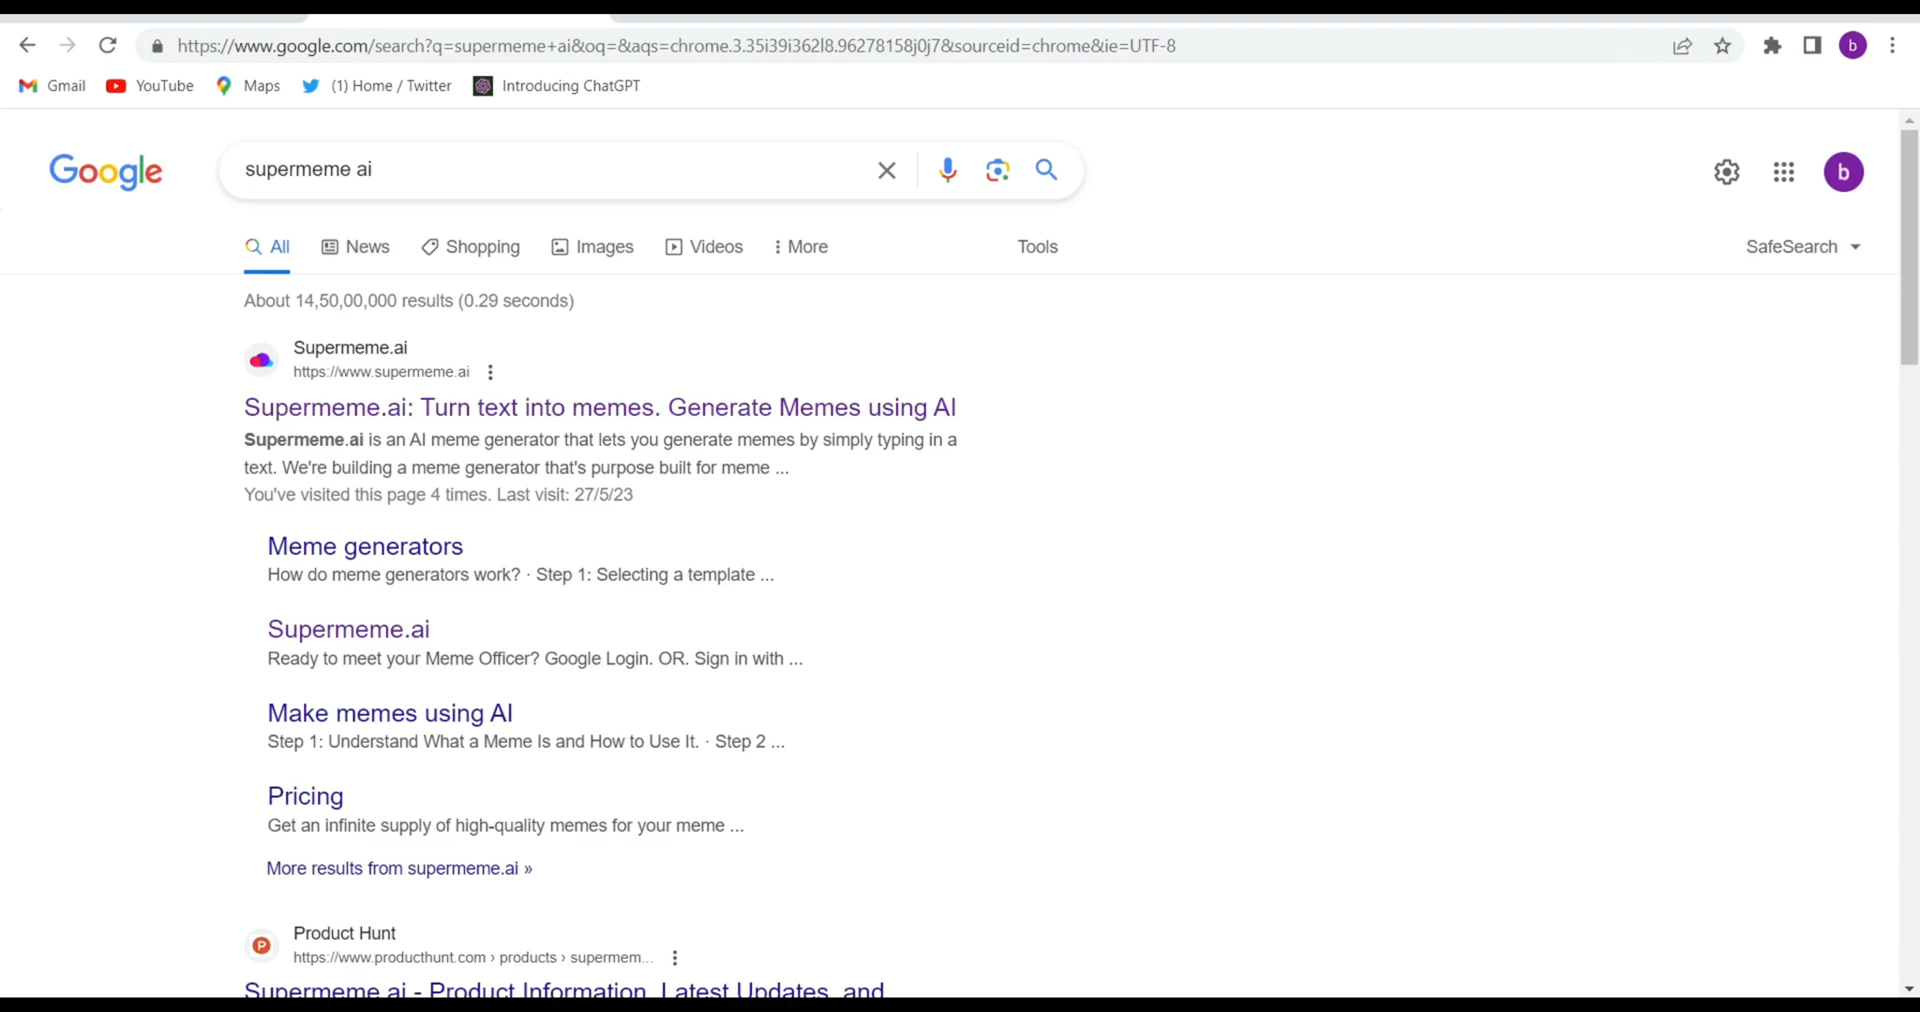 https://www.google.com/search?q=supermeme+ai&oq=&aqs=chrome.3.35i39i362l8.96278158j0j7&sourceid=chrome&ie=UTF-8
b
Gmail YouTube Maps (1) Home / Twitter Introducing ChatGPT
Google supermeme ai b
All News Shopping Images Videos More Tools SafeSearch
About 14,50,00,000 results (0.29 seconds)
Supermeme.ai
https://www.supermeme.ai
Supermeme.ai: Turn text into memes. Generate Memes using AI
Supermeme.ai is an AI meme generator that lets you generate memes by simply typing in a
text. We're building a meme generator that's purpose built for meme ...
You've visited this page 4 times. Last visit: 27/5/23
Meme generators
How do meme generators work? · Step 1: Selecting a template ...
Supermeme.ai
Ready to meet your Meme Officer? Google Login. OR. Sign in with ...
Make memes using AI
Step 1: Understand What a Meme Is and How to Use It. · Step 2 ...
Pricing
Get an infinite supply of high-quality memes for your meme ...
More results from supermeme.ai »
P
Product Hunt
https://www.producthunt.com › products › supermem...
Supermeme ai - Product Information, Latest Updates, and